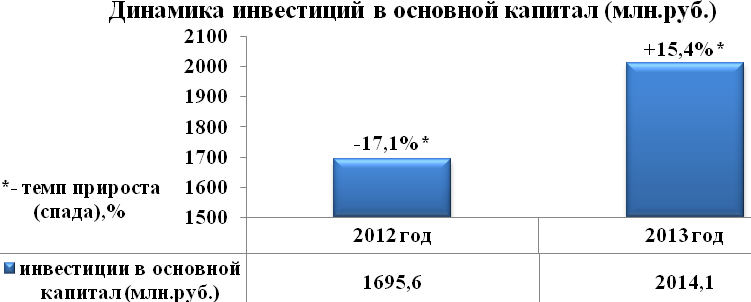 Динамика инвестиций в основной капитал (млн.руб.)
2100
2000
1900
1800
1700
1600
1500
-17,1%*
+15,4%*
*- темп прироста
(спада),%
2012 год
2013 год
инвестиции в основной
капитал (млн.руб.)
1695,6
2014,1